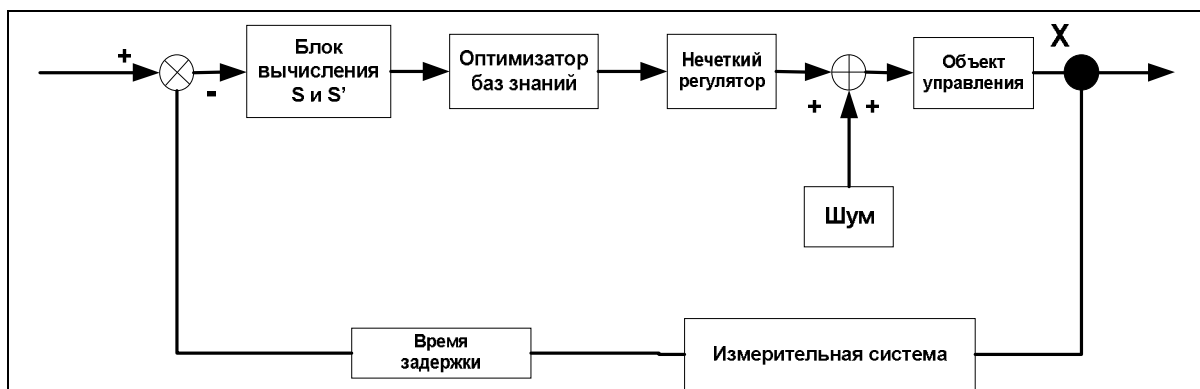 +
-
Блок
вычисления
S и S’
Оптимизатор
баз знаний
Нечеткий
регулятор
+
+
Объект
управления
X
Шум
Время
задержки
Измерительная система